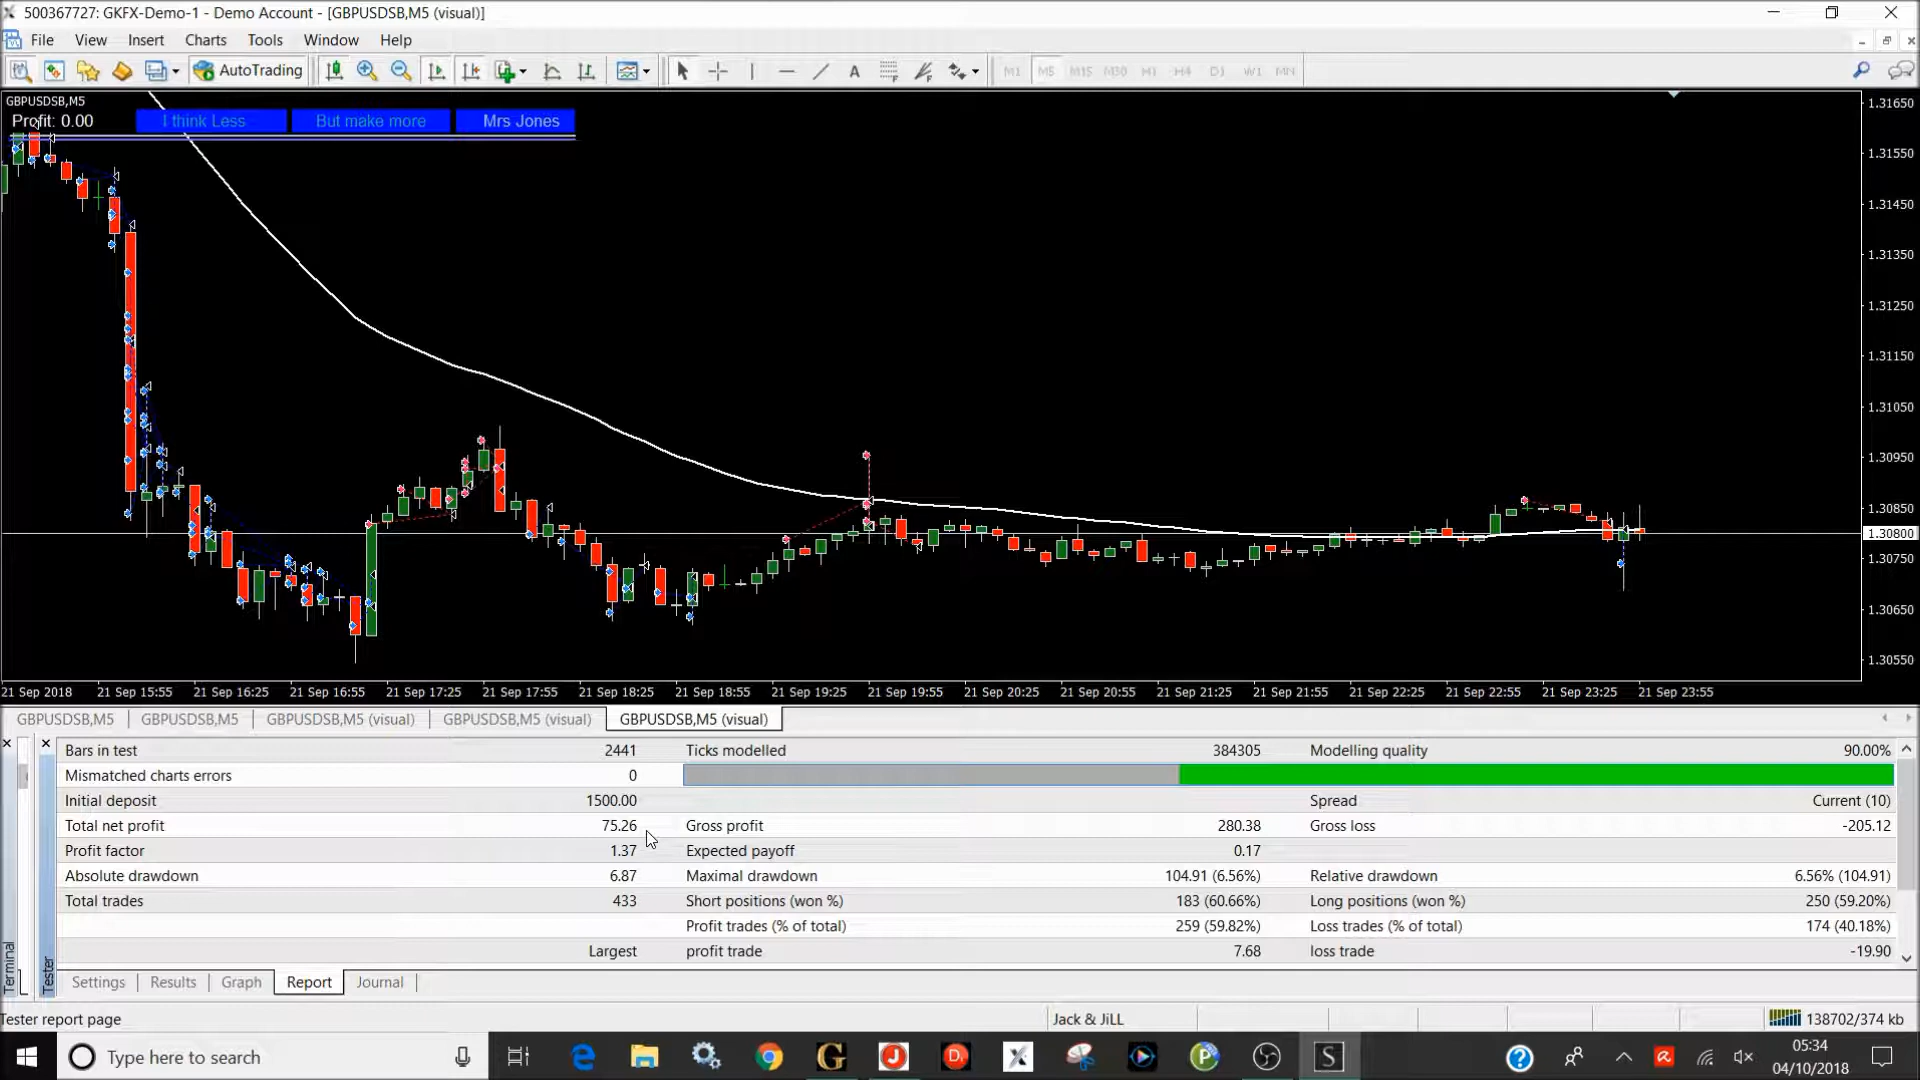 500367727: GKFX-Demo-1 - Demo Account - [GBPUSDSB,M5 (visual)]
File View Insert Charts Tools Window Help
AutoTrading M1 M5 M15 M30 H1 H4 D1 W1 MN
GBPUSDSB,M5
Profit: 0.00 I think Less But make more Mrs Jones
1.31650
1.31550
1.31450
1.31350
1.31250
1.31150
1.31050
1.30950
1.30850
1.30800
1.30750
1.30650
1.30550
21 Sep 2018 21 Sep 15:55 21 Sep 16:25 21 Sep 16:55 21 Sep 17:25 21 Sep 17:55 21 Sep 18:25 21 Sep 18:55 21 Sep 19:25 21 Sep 19:55 21 Sep 20:25 21 Sep 20:55 21 Sep 21:25 21 Sep 21:55 21 Sep 22:25 21 Sep 22:55 21 Sep 23:25 21 Sep 23:55
GBPUSDSB,M5 GBPUSDSB,M5 GBPUSDSB,M5 (visual) GBPUSDSB,M5 (visual) GBPUSDSB,M5 (visual)
Bars in test 2441 Ticks modelled 384305 Modelling quality 90.00%
Mismatched charts errors 0
Initial deposit 1500.00 Spread Current (10)
Total net profit 75.26 Gross profit 280.38 Gross loss -205.12
Profit factor 1.37 Expected payoff 0.17
Absolute drawdown 6.87 Maximal drawdown 104.91 (6.56%) Relative drawdown 6.56% (104.91)
Total trades 433 Short positions (won %) 183 (60.66%) Long positions (won %) 250 (59.20%)
Profit trades (% of total) 259 (59.82%) Loss trades (% of total) 174 (40.18%)
Largest profit trade 7.68 loss trade -19.90
Terminal
Tester
Settings Results Graph Report Journal
Tester report page Jack & JiLL 138702/374 kb
Type here to search
05:34
04/10/2018